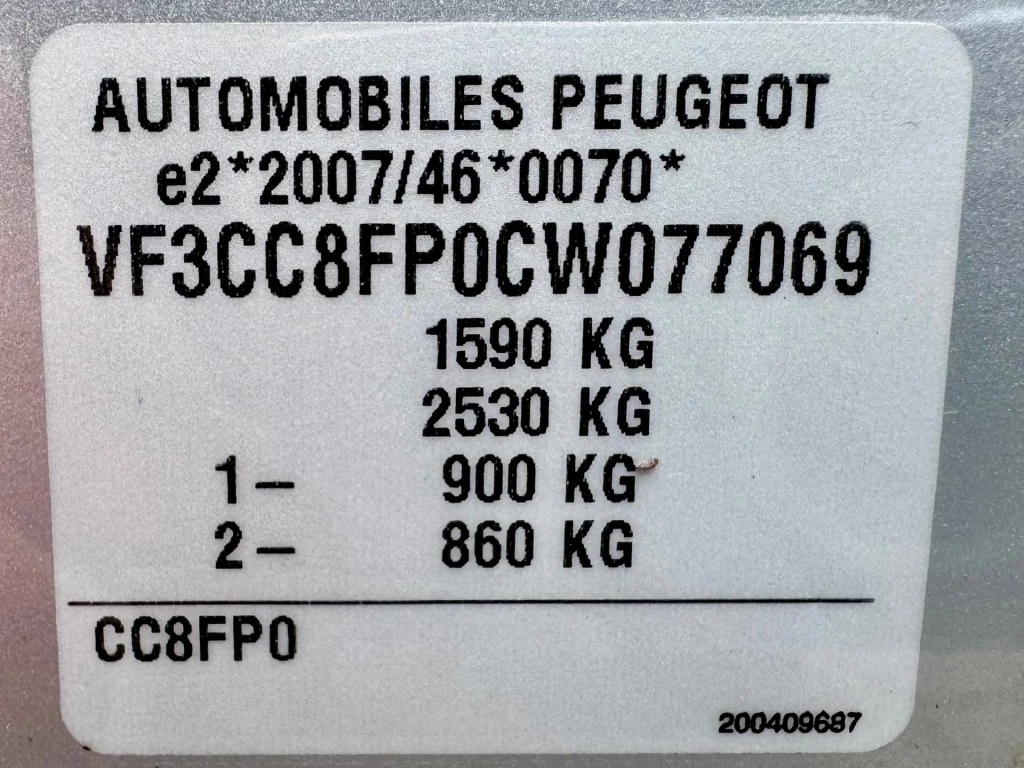 AUTOMOBILES PEUGEOT
e2*2007/46*0070*
VF3CC8FP0CW077069
1590 KG
2530 KG
1- 900 KG
2- 860 KG
CC8FP0
200409687